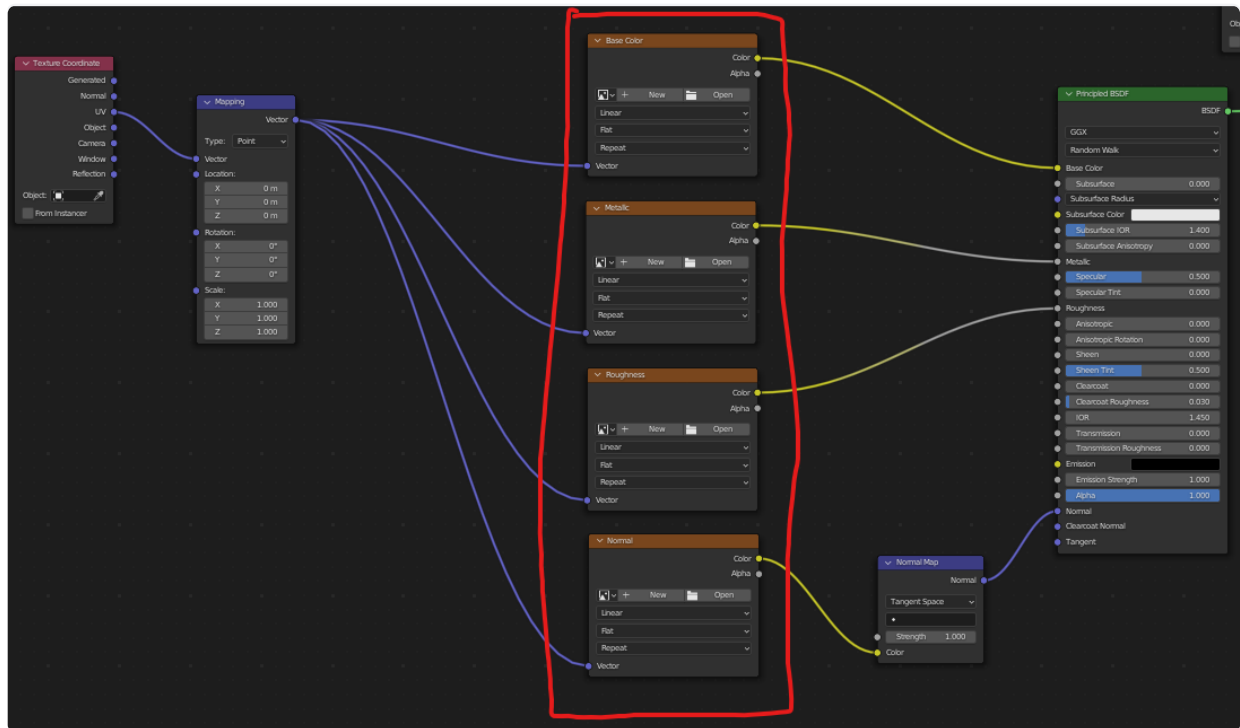 Texture Coordinate
Generated
Normal
UV
Object
Camera
Window
Reflection
Object:
From Instancer
Mapping
Vector
Type: Point
Vector
Location:
X 0 m
Y 0 m
Z 0 m
Rotation:
X 0°
Y 0°
Z 0°
Scale:
X 1.000
Y 1.000
Z 1.000
Base Color
Color
Alpha
New Open
Linear
Flat
Repeat
Vector
Metallic
Color
Alpha
New Open
Linear
Flat
Repeat
Vector
Roughness
Color
Alpha
New Open
Linear
Flat
Repeat
Vector
Normal
Color
Alpha
New Open
Linear
Flat
Repeat
Vector
Normal Map
Normal
Tangent Space
Strength 1.000
Color
Principled BSDF
BSDF
GGX
Random Walk
Base Color
Subsurface 0.000
Subsurface Radius
Subsurface Color
Subsurface IOR 1.400
Subsurface Anisotropy 0.000
Metallic
Specular 0.500
Specular Tint 0.000
Roughness
Anisotropic 0.000
Anisotropic Rotation 0.000
Sheen 0.000
Sheen Tint 0.500
Clearcoat 0.000
Clearcoat Roughness 0.030
IOR 1.450
Transmission 0.000
Transmission Roughness 0.000
Emission
Emission Strength 1.000
Alpha 1.000
Normal
Clearcoat Normal
Tangent